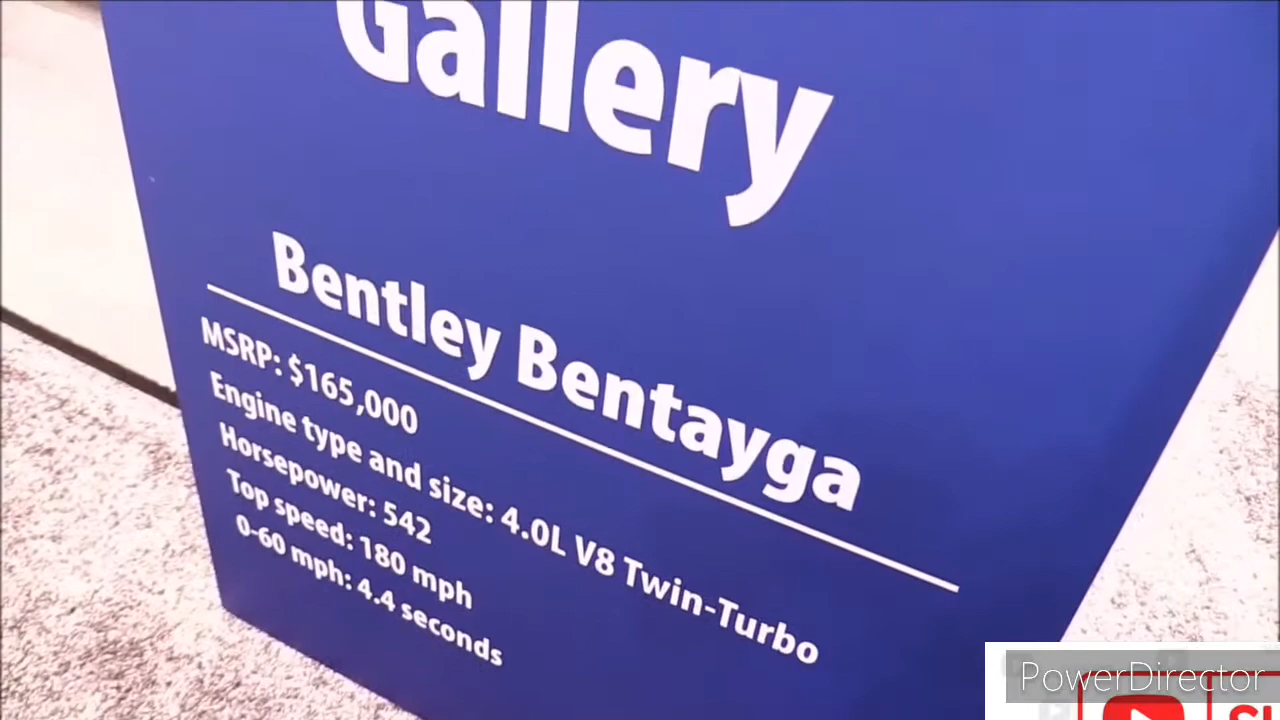 Gallery
Bentley Bentayga
MSRP: $165,000
Engine type and size: 4.0L V8 Twin-Turbo
Horsepower: 542
Top speed: 180 mph
0-60 mph: 4.4 seconds
PowerDirector